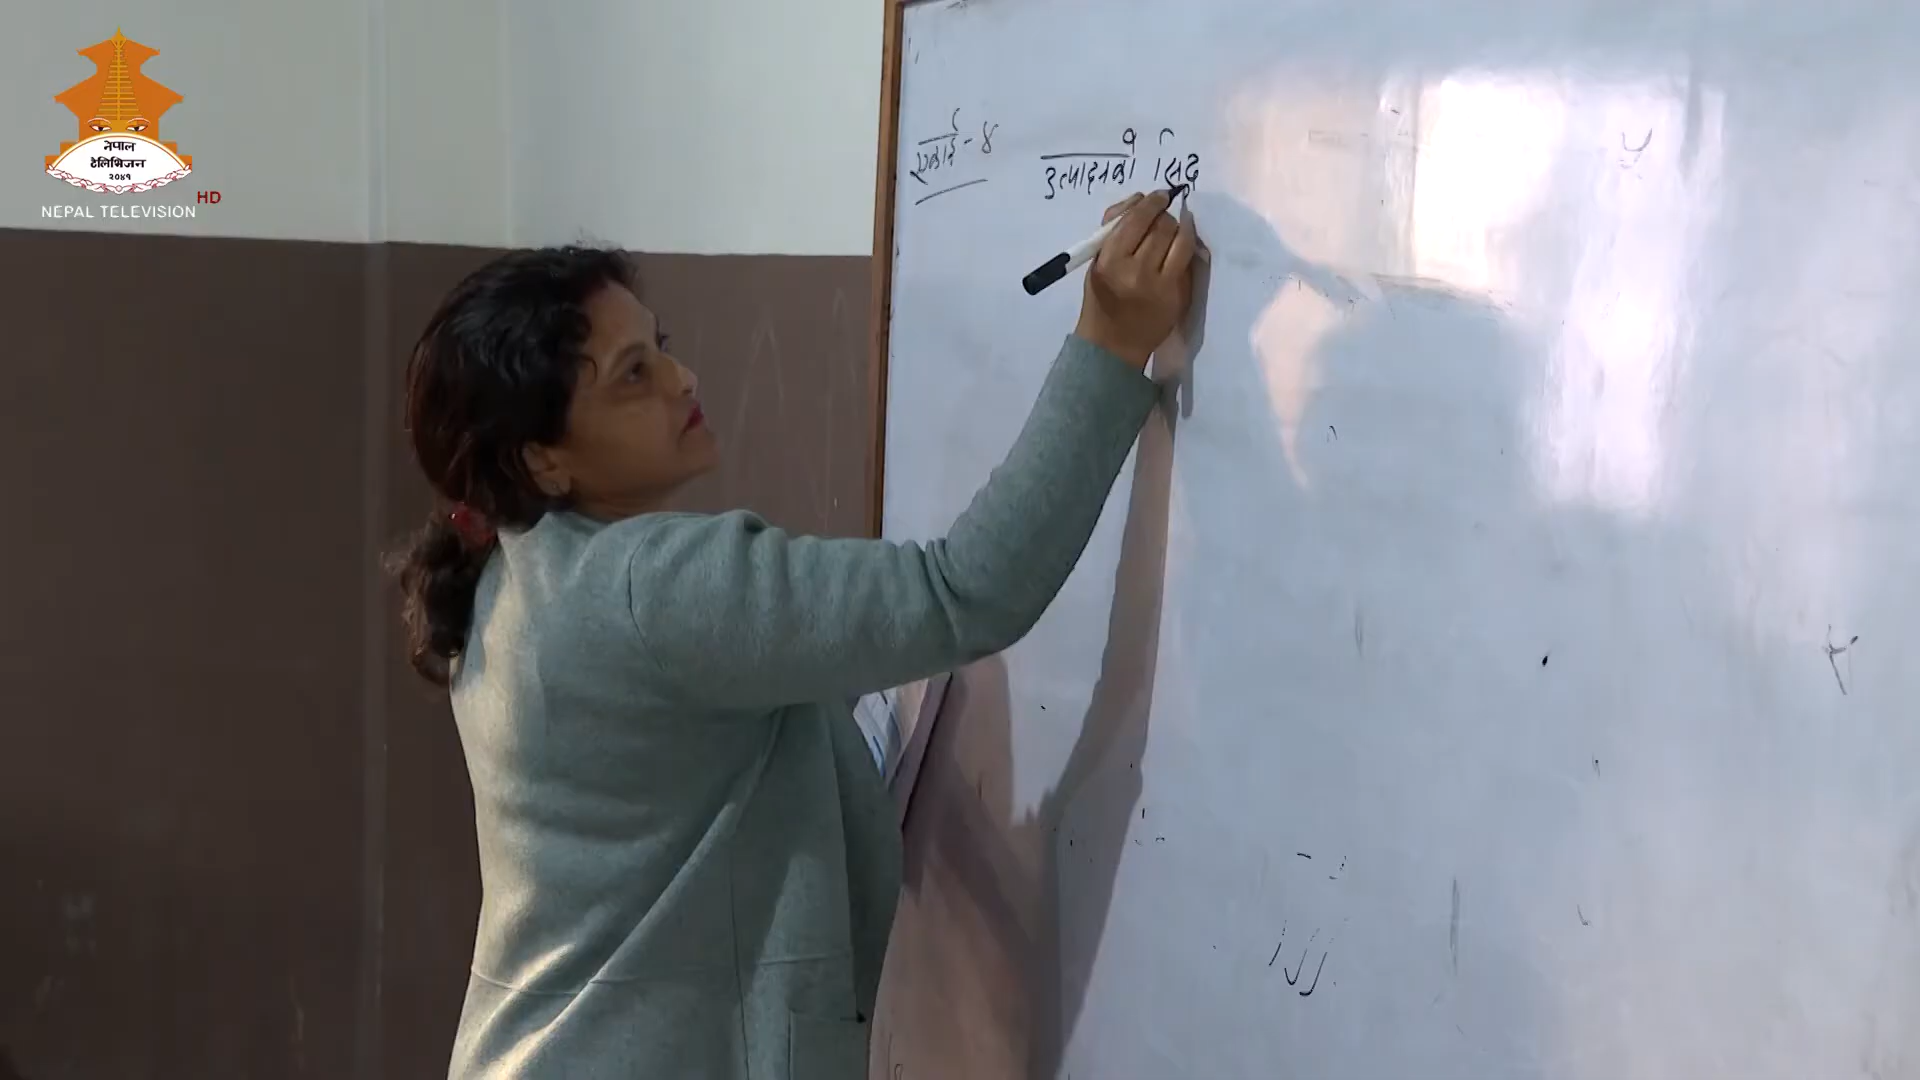 नेपाल
टेलिभिजन
२०४१
HD
NEPAL TELEVISION
एकाई - ४
उत्पादनको सिद